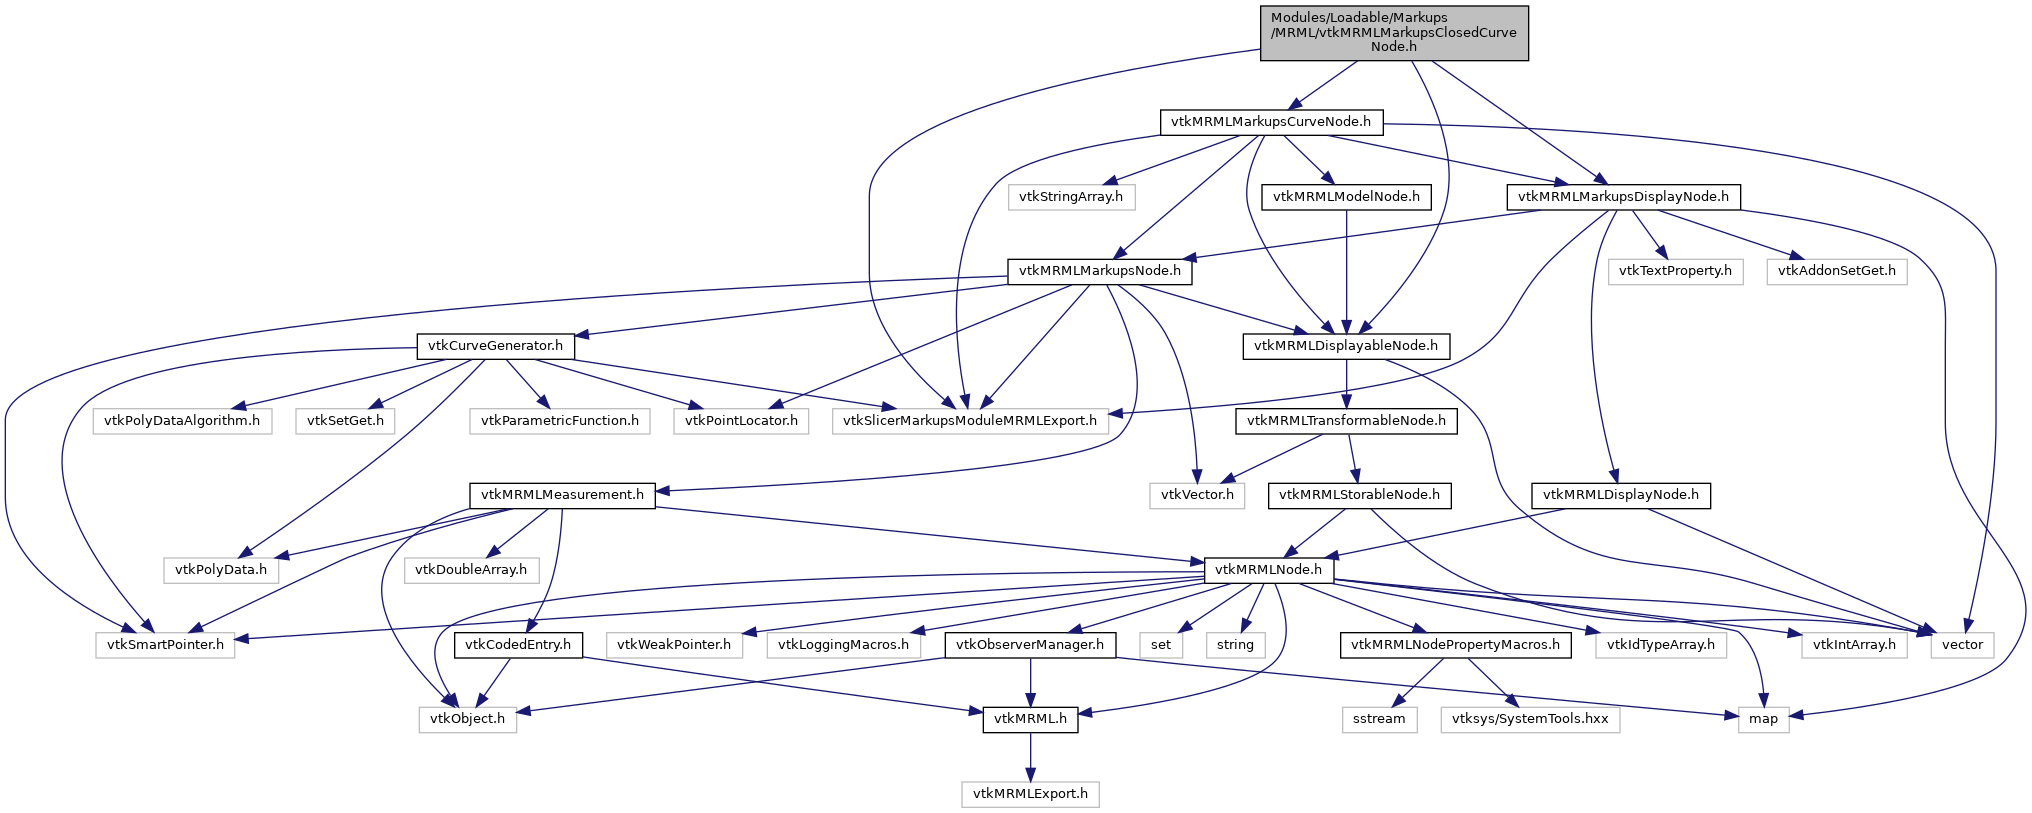 Modules/Loadable/Markups
/MRML/vtkMRMLMarkupsClosedCurve
Node.h
vtkMRMLMarkupsCurveNode.h
vtkStringArray.h
vtkMRMLModelNode.h
vtkMRMLMarkupsDisplayNode.h
vtkMRMLMarkupsNode.h
vtkTextProperty.h
vtkAddonSetGet.h
vtkCurveGenerator.h
vtkMRMLDisplayableNode.h
vtkPolyDataAlgorithm.h
vtkSetGet.h
vtkParametricFunction.h
vtkPointLocator.h
vtkSlicerMarkupsModuleMRMLExport.h
vtkMRMLTransformableNode.h
vtkMRMLMeasurement.h
vtkVector.h
vtkMRMLStorableNode.h
vtkMRMLDisplayNode.h
vtkPolyData.h
vtkDoubleArray.h
vtkMRMLNode.h
vtkSmartPointer.h
vtkCodedEntry.h
vtkWeakPointer.h
vtkLoggingMacros.h
vtkObserverManager.h
set
string
vtkMRMLNodePropertyMacros.h
vtkIdTypeArray.h
vtkIntArray.h
vector
vtkObject.h
vtkMRML.h
sstream
vtksys/SystemTools.hxx
map
vtkMRMLExport.h